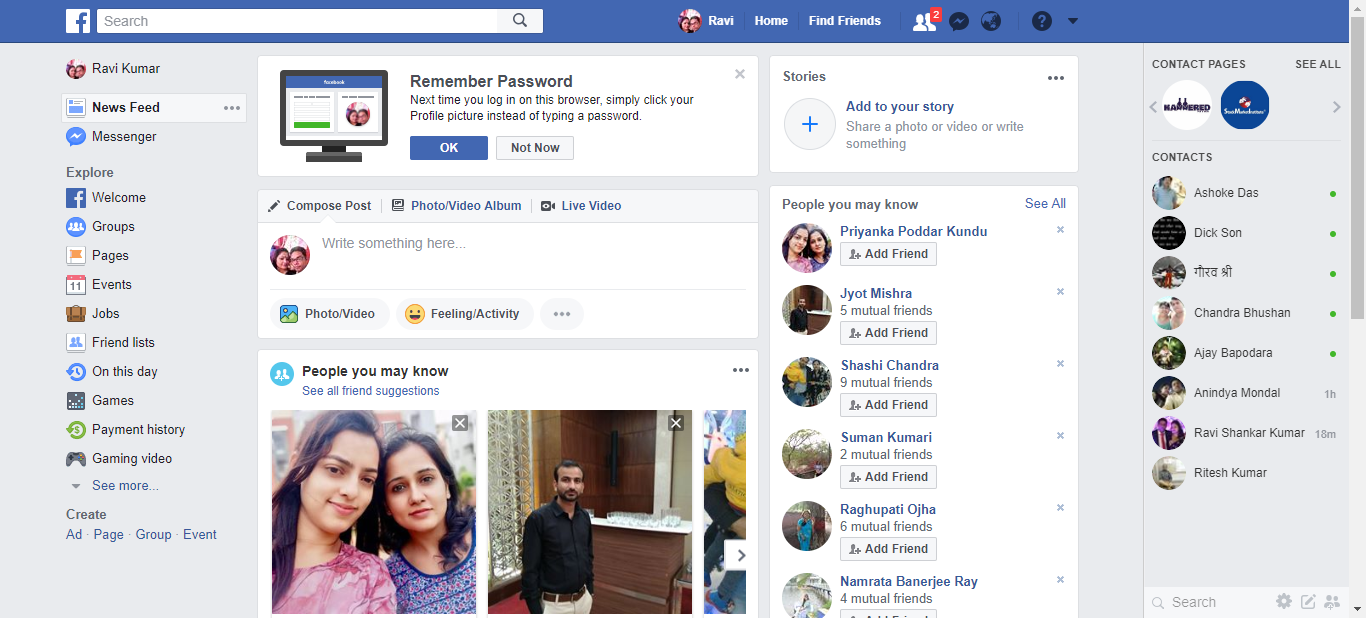 Search
Ravi
Home
Find Friends
2
Ravi Kumar
News Feed
Messenger
Explore
Welcome
Groups
Pages
11
Events
Jobs
Friend lists
On this day
Games
Payment history
Gaming video
See more...
Create
Ad · Page · Group · Event
facebook
Remember Password
Next time you log in on this browser, simply click your
Profile picture instead of typing a password.
OK
Not Now
Compose Post
Photo/Video Album
Live Video
Write something here...
Photo/Video
Feeling/Activity
People you may know
See all friend suggestions
Stories
Add to your story
Share a photo or video or write
something
People you may know
See All
Priyanka Poddar Kundu
Add Friend
Jyot Mishra
5 mutual friends
Add Friend
Shashi Chandra
9 mutual friends
Add Friend
Suman Kumari
2 mutual friends
Add Friend
Raghupati Ojha
6 mutual friends
Add Friend
Namrata Banerjee Ray
4 mutual friends
Add Friend
CONTACT PAGES
SEE ALL
CONTACTS
Ashoke Das
Dick Son
गौरव श्री
Chandra Bhushan
Ajay Bapodara
Anindya Mondal
1h
Ravi Shankar Kumar
18m
Ritesh Kumar
Search